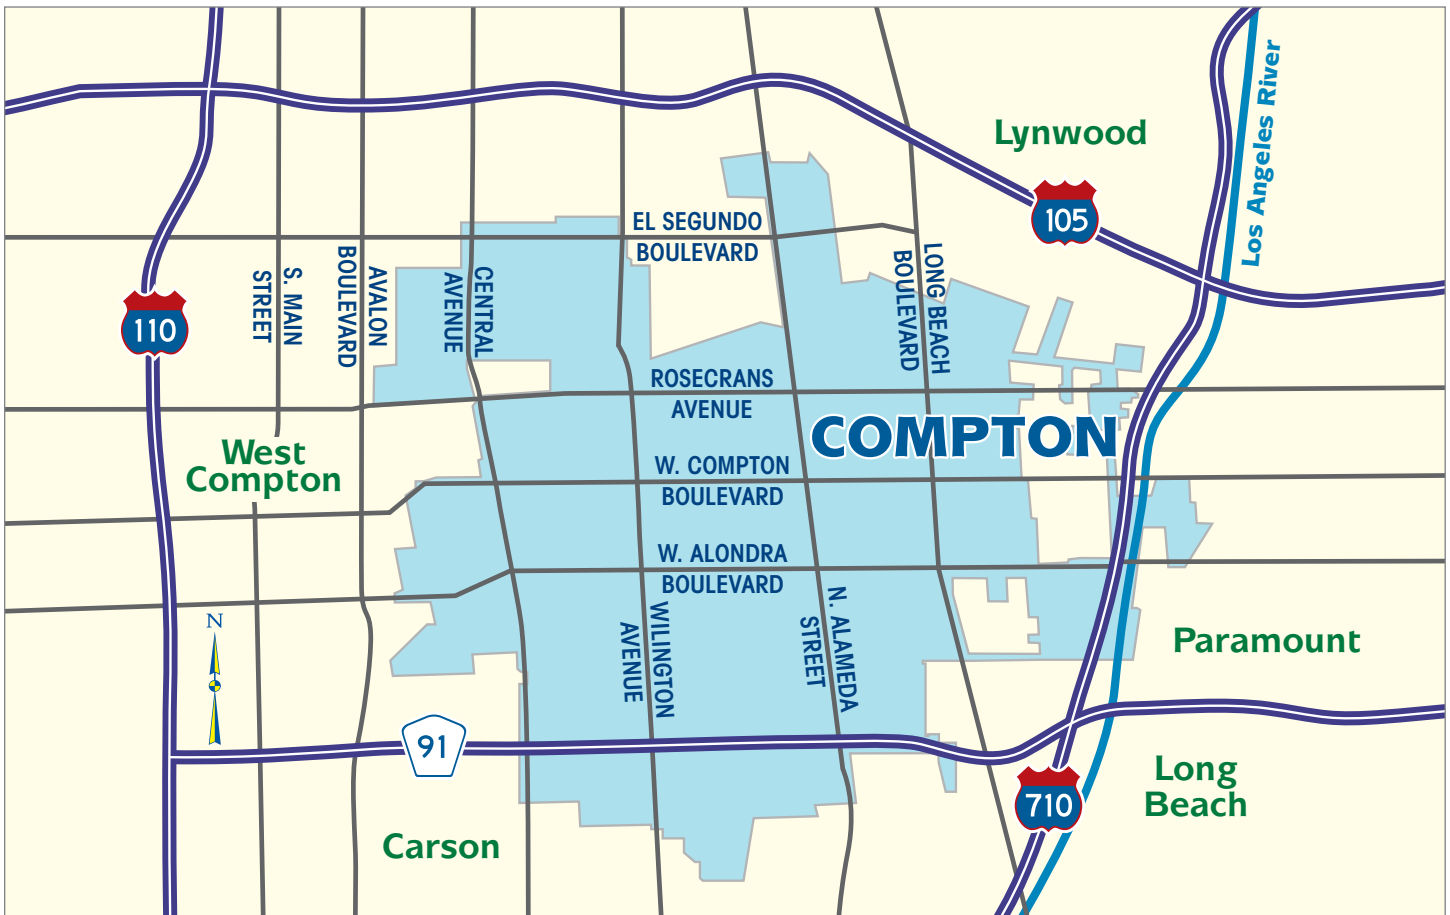 Lynwood
Los Angeles River
105
EL SEGUNDO
BOULEVARD
110
S. MAIN
STREET
AVALON
BOULEVARD
CENTRAL
AVENUE
LONG BEACH
BOULEVARD
ROSECRANS
AVENUE
COMPTON
West
Compton
W. COMPTON
BOULEVARD
W. ALONDRA
BOULEVARD
N
WILINGTON
AVENUE
N. ALAMEDA
STREET
Paramount
91
710
Long
Beach
Carson